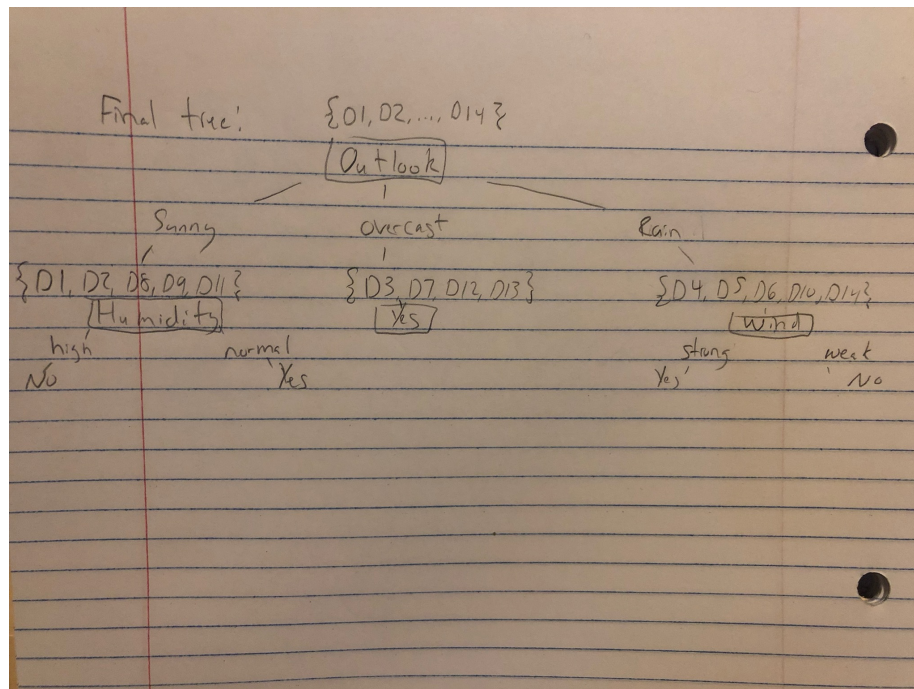 Final tree: {D1, D2, ..., D14}
Outlook
Sunny overcast Rain
{D1, D2, D8, D9, D11} {D3, D7, D12, D13} {D4, D5, D6, D10, D14}
Humidity Yes Wind
high normal strong weak
No Yes Yes No